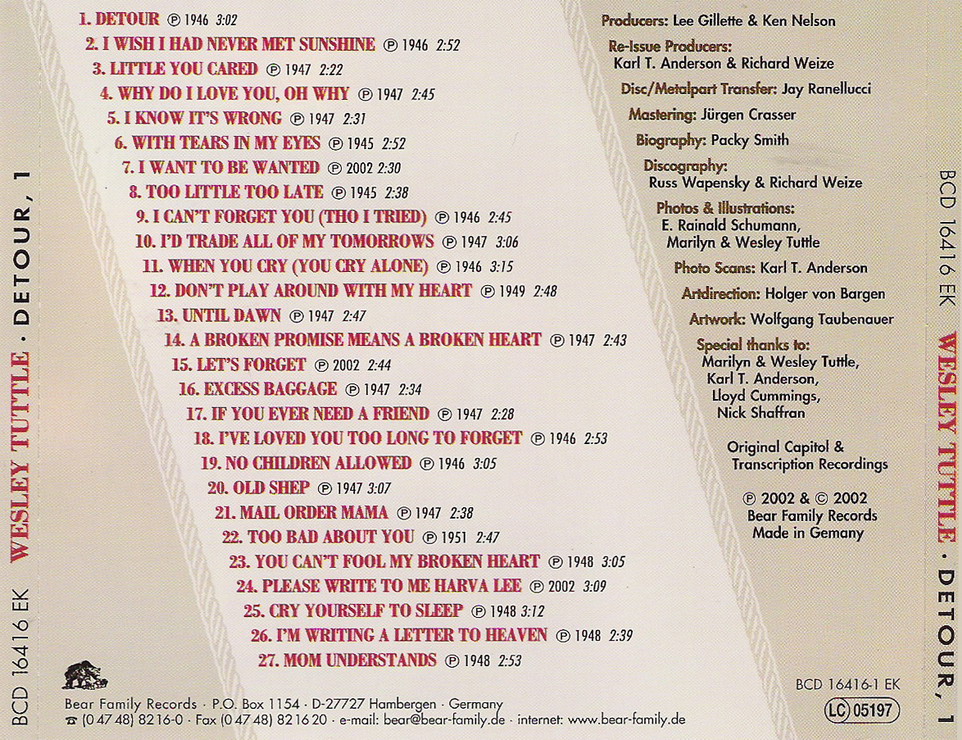 1. DETOUR ℗ 1946 3:02
2. I WISH I HAD NEVER MET SUNSHINE ℗ 1946 2:52
3. LITTLE YOU CARED ℗ 1947 2:22
4. WHY DO I LOVE YOU, OH WHY ℗ 1947 2:45
5. I KNOW IT'S WRONG ℗ 1947 2:31
6. WITH TEARS IN MY EYES ℗ 1945 2:52
7. I WANT TO BE WANTED ℗ 2002 2:30
8. TOO LITTLE TOO LATE ℗ 1945 2:38
9. I CAN'T FORGET YOU (THO I TRIED) ℗ 1946 2:45
10. I'D TRADE ALL OF MY TOMORROWS ℗ 1947 3:06
11. WHEN YOU CRY (YOU CRY ALONE) ℗ 1946 3:15
12. DON'T PLAY AROUND WITH MY HEART ℗ 1949 2:48
13. UNTIL DAWN ℗ 1947 2:47
14. A BROKEN PROMISE MEANS A BROKEN HEART ℗ 1947 2:43
15. LET'S FORGET ℗ 2002 2:44
16. EXCESS BAGGAGE ℗ 1947 2:34
17. IF YOU EVER NEED A FRIEND ℗ 1947 2:28
18. I'VE LOVED YOU TOO LONG TO FORGET ℗ 1946 2:53
19. NO CHILDREN ALLOWED ℗ 1946 3:05
20. OLD SHEP ℗ 1947 3:07
21. MAIL ORDER MAMA ℗ 1947 2:38
22. TOO BAD ABOUT YOU ℗ 1951 2:47
23. YOU CAN'T FOOL MY BROKEN HEART ℗ 1948 3:05
24. PLEASE WRITE TO ME HARVA LEE ℗ 2002 3:09
25. CRY YOURSELF TO SLEEP ℗ 1948 3:12
26. I'M WRITING A LETTER TO HEAVEN ℗ 1948 2:39
27. MOM UNDERSTANDS ℗ 1948 2:53
Producers: Lee Gillette & Ken Nelson
Re-Issue Producers:
Karl T. Anderson & Richard Weize
Disc/Metalpart Transfer: Jay Ranellucci
Mastering: Jürgen Crasser
Biography: Packy Smith
Discography:
Russ Wapensky & Richard Weize
Photos & Illustrations:
E. Rainald Schumann,
Marilyn & Wesley Tuttle
Photo Scans: Karl T. Anderson
Artdirection: Holger von Bargen
Artwork: Wolfgang Taubenauer
Special thanks to:
Marilyn & Wesley Tuttle,
Karl T. Anderson,
Lloyd Cummings,
Nick Shaffran
Original Capitol &
Transcription Recordings
℗ 2002 & © 2002
Bear Family Records
Made in Gemany
BCD 16416-1 EK
LC 05197
Bear Family Records · P.O. Box 1154 · D-27727 Hambergen · Germany
☎ (0 47 48) 82 16-0 · Fax (0 47 48) 82 16 20 · e-mail: bear@bear-family.de · internet: www.bear-family.de
BCD 16416 EK WESLEY TUTTLE · DETOUR, 1
BCD 16416 EK WESLEY TUTTLE · DETOUR, 1